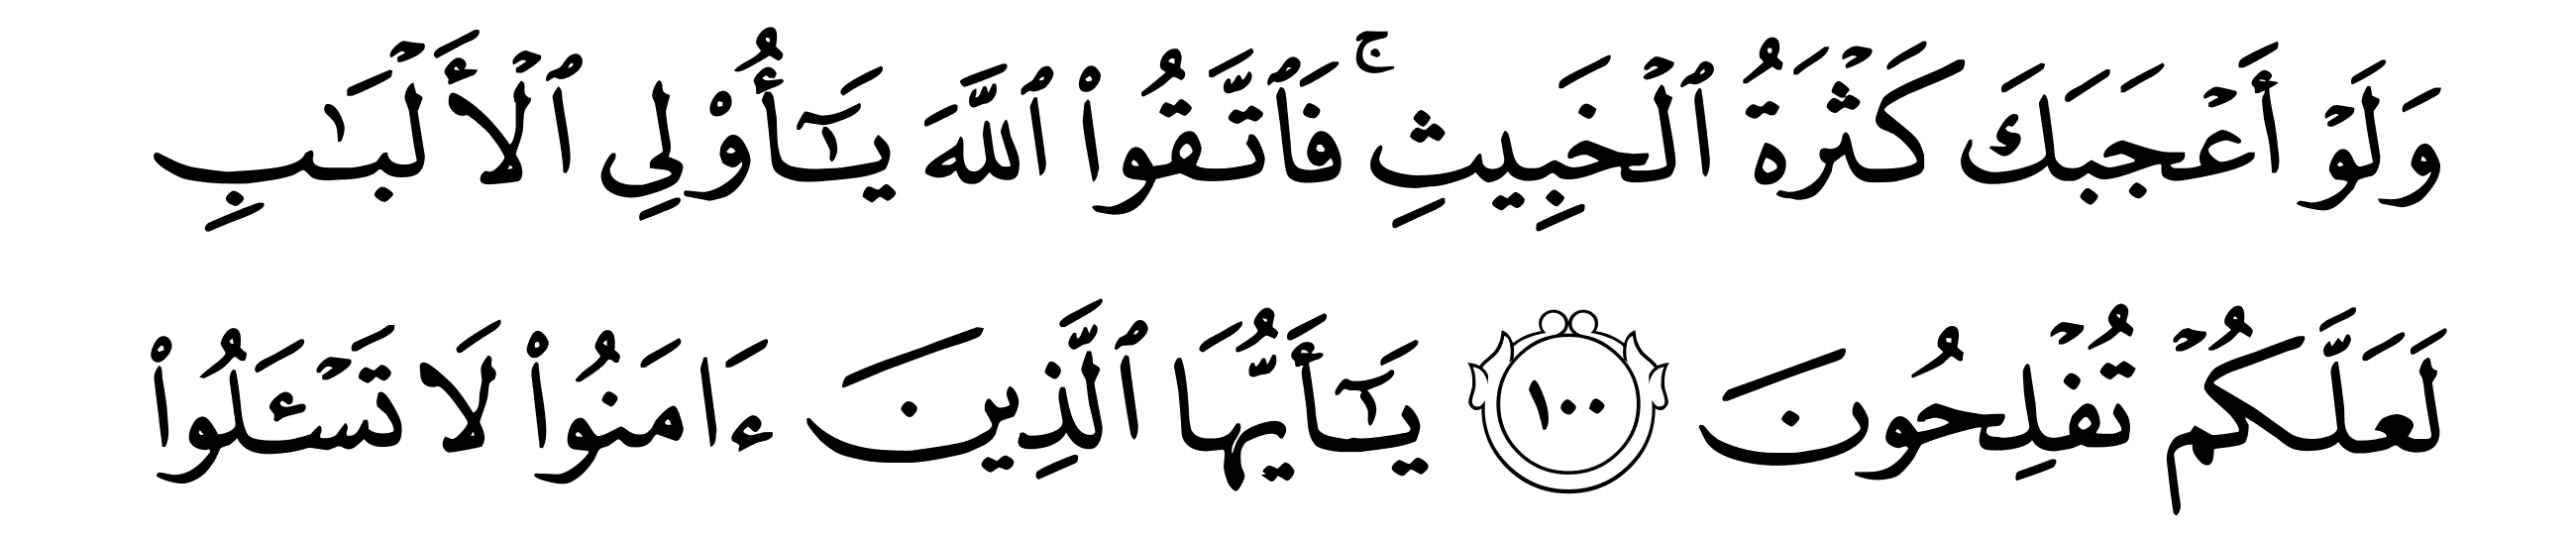 وَلَوۡ أَعۡجَبَكَ كَثۡرَةُ ٱلۡخَبِيثِۚ فَٱتَّقُواْ ٱللَّهَ يَٰٓأُوْلِي ٱلۡأَلۡبَٰبِ
لَعَلَّكُمۡ تُفۡلِحُونَ ١٠٠ يَٰٓأَيُّهَا ٱلَّذِينَ ءَامَنُواْ لَا تَسۡـَٔلُواْ